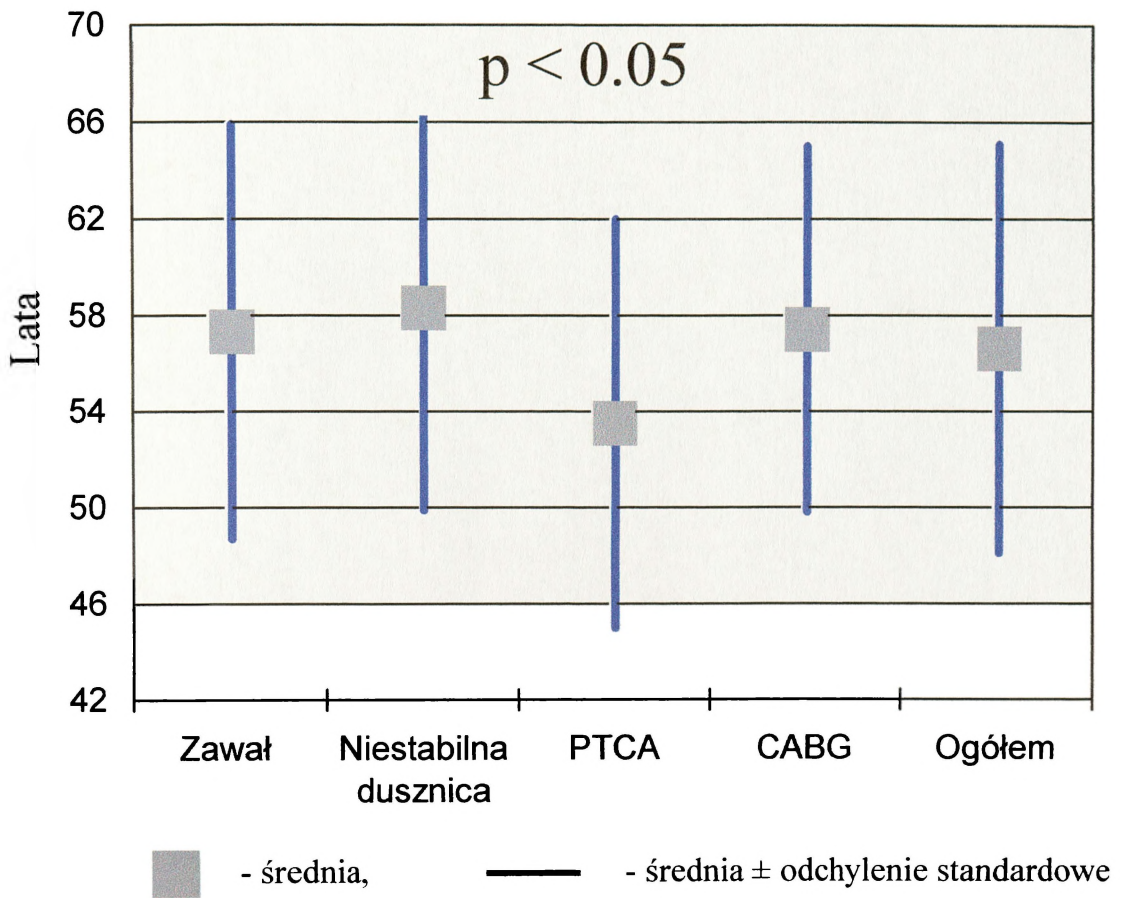 p < 0.05
Lata
70
66
62
58
54
50
46
42
Zawał
Niestabilna
dusznica
PTCA
CABG
Ogółem
- średnia,
- średnia ± odchylenie standardowe